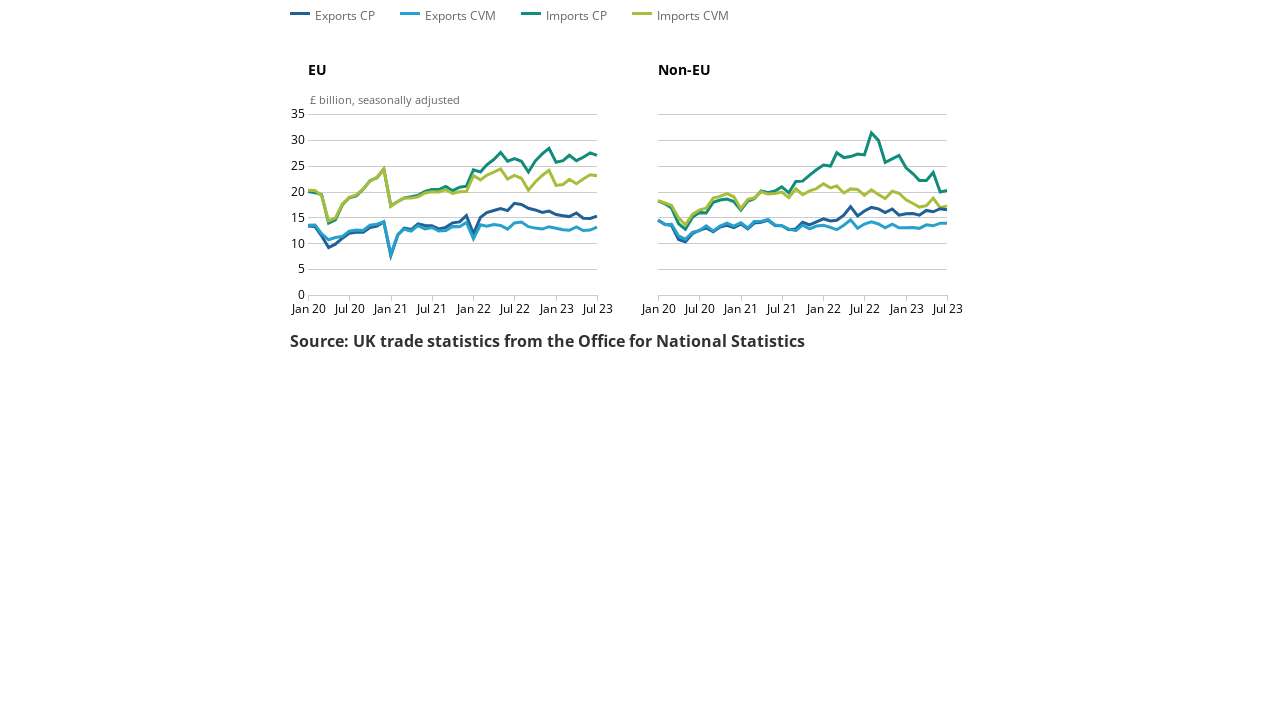 Exports CP Exports CVM Imports CP Imports CVM
EU Non-EU
£ billion, seasonally adjusted
35
30
25
20
15
10
5
0
Jan 20 Jul 20 Jan 21 Jul 21 Jan 22 Jul 22 Jan 23 Jul 23 Jan 20 Jul 20 Jan 21 Jul 21 Jan 22 Jul 22 Jan 23 Jul 23
Source: UK trade statistics from the Office for National Statistics